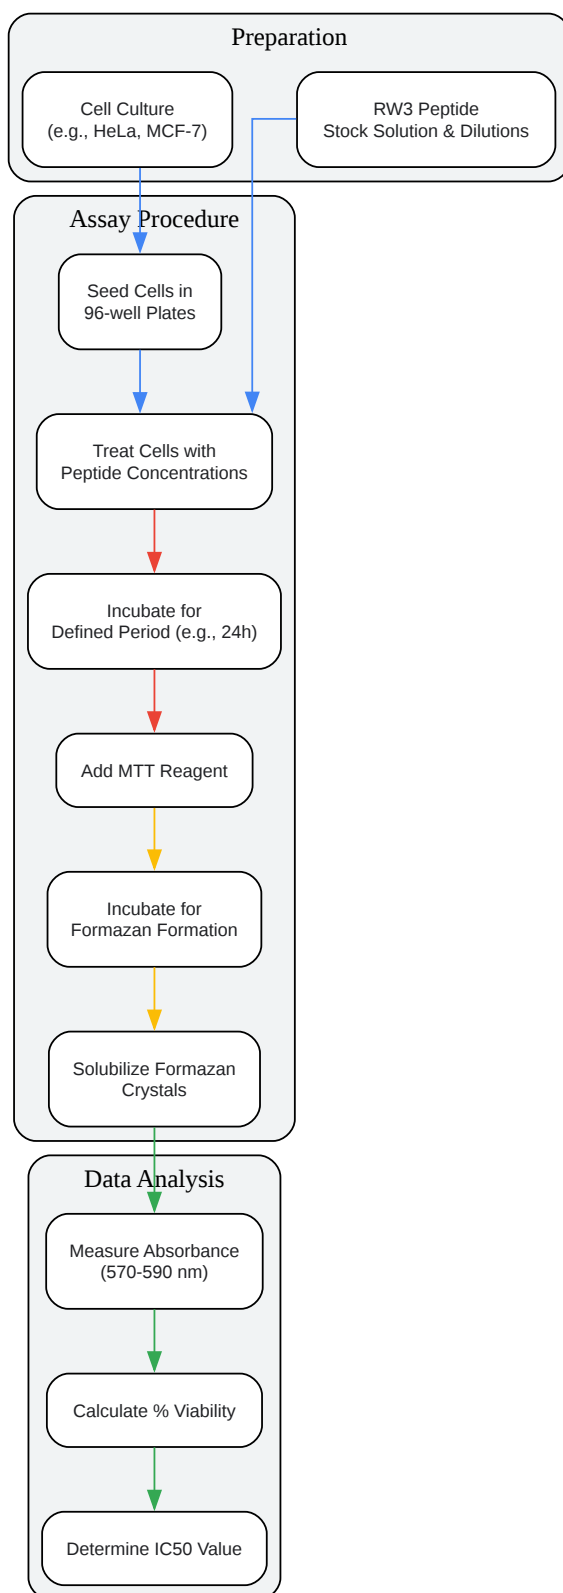 Preparation
Cell Culture
(e.g., HeLa, MCF-7)
RW3 Peptide
Stock Solution & Dilutions
Assay Procedure
Seed Cells in
96-well Plates
Treat Cells with
Peptide Concentrations
Incubate for
Defined Period (e.g., 24h)
Add MTT Reagent
Incubate for
Formazan Formation
Solubilize Formazan
Crystals
Data Analysis
Measure Absorbance
(570-590 nm)
Calculate % Viability
Determine IC50 Value